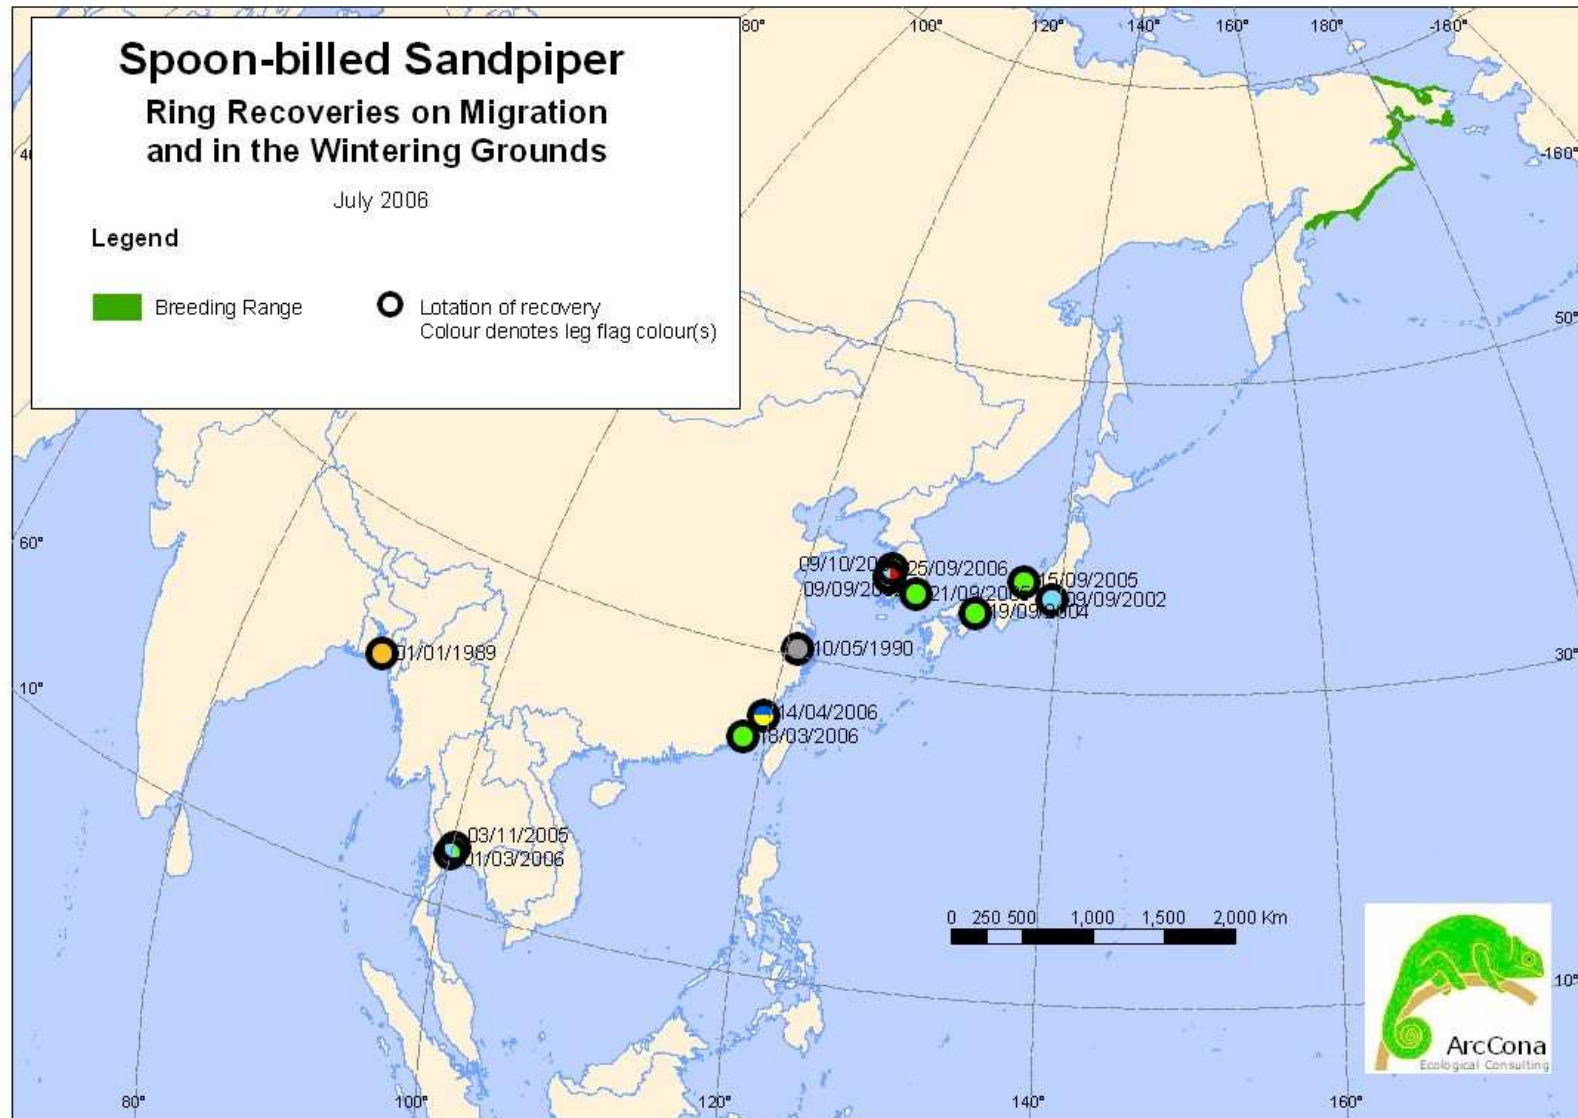 Spoon-billed Sandpiper
Ring Recoveries on Migration
and in the Wintering Grounds
July 2006
Legend
Breeding Range
Lotation of recovery
Colour denotes leg flag colour(s)
80° 100° 120° 140° 160° 180° -160°
-160°
50°
60°
10°
30°
10°
25/09/2006
15/09/2005
09/09/2002
19/09/2004
10/05/1990
01/01/1989
14/04/2006
18/03/2006
03/11/2005
01/03/2006
0 250 500 1,000 1,500 2,000 Km
ArcCona
Ecological Consulting
80° 100° 120° 140° 160°